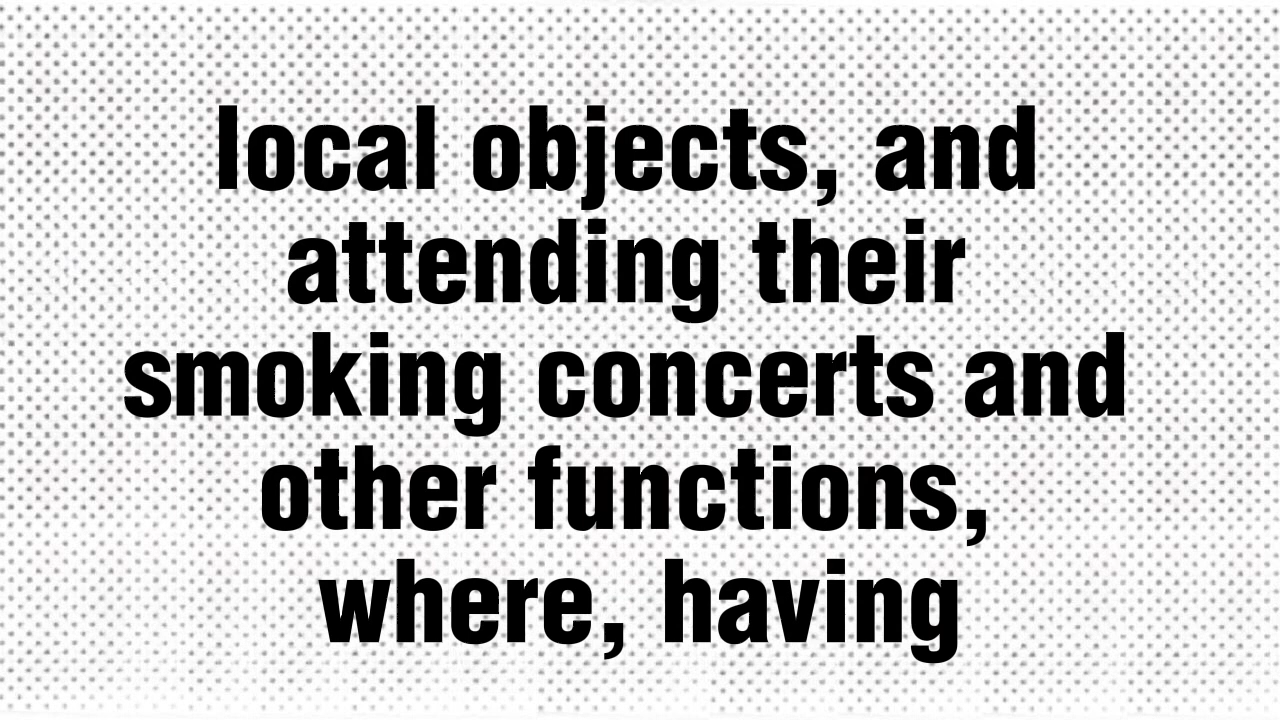 local objects, and
attending their
smoking concerts and
other functions,
where, having